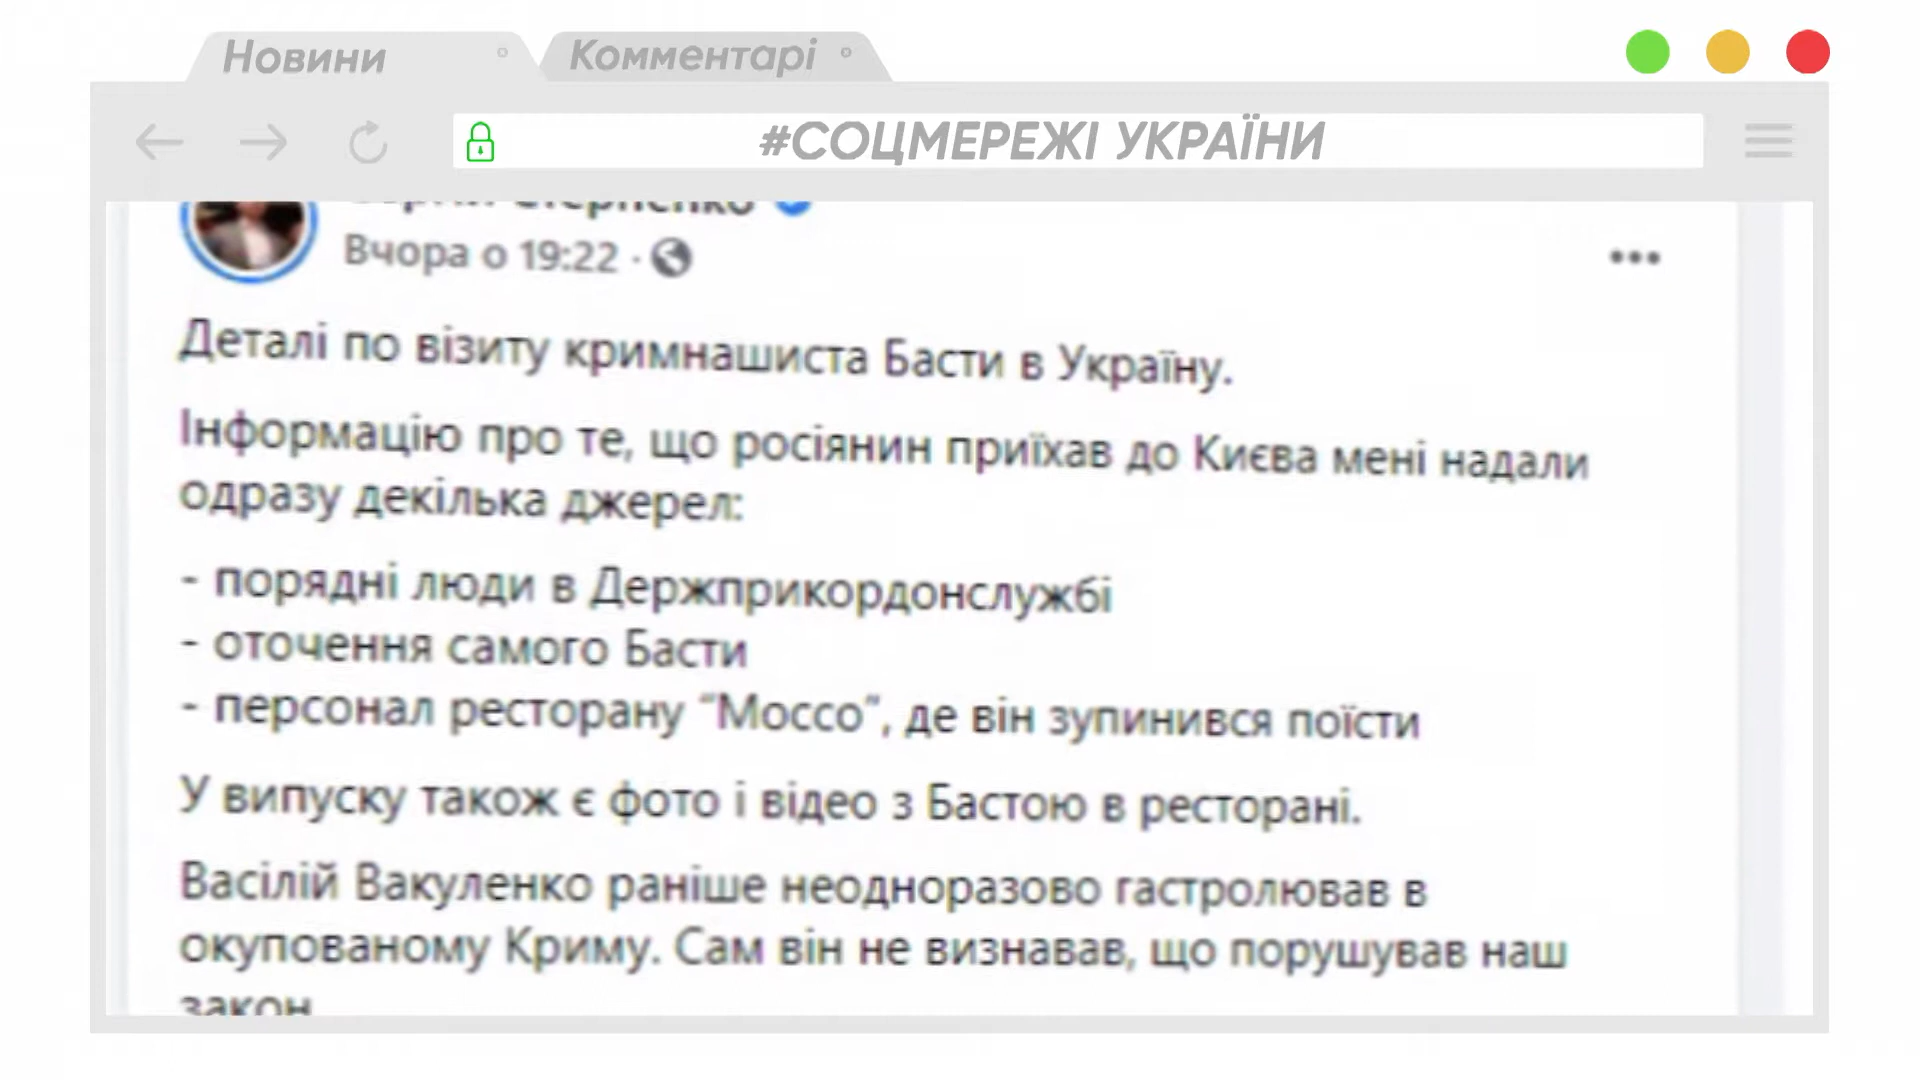 Новини
Комментарі
#СОЦМЕРЕЖІ УКРАЇНИ
Стерненко
Вчора о 19:22 ·
Деталі по візиту кримнашиста Басти в Україну.
Інформацію про те, що росіянин приїхав до Києва мені надали
одразу декілька джерел:
- порядні люди в Держприкордонслужбі
- оточення самого Басти
- персонал ресторану “Моссо”, де він зупинився поїсти
У випуску також є фото і відео з Бастою в ресторані.
Васілій Вакуленко раніше неодноразово гастролював в
окупованому Криму. Сам він не визнавав, що порушував наш
закон